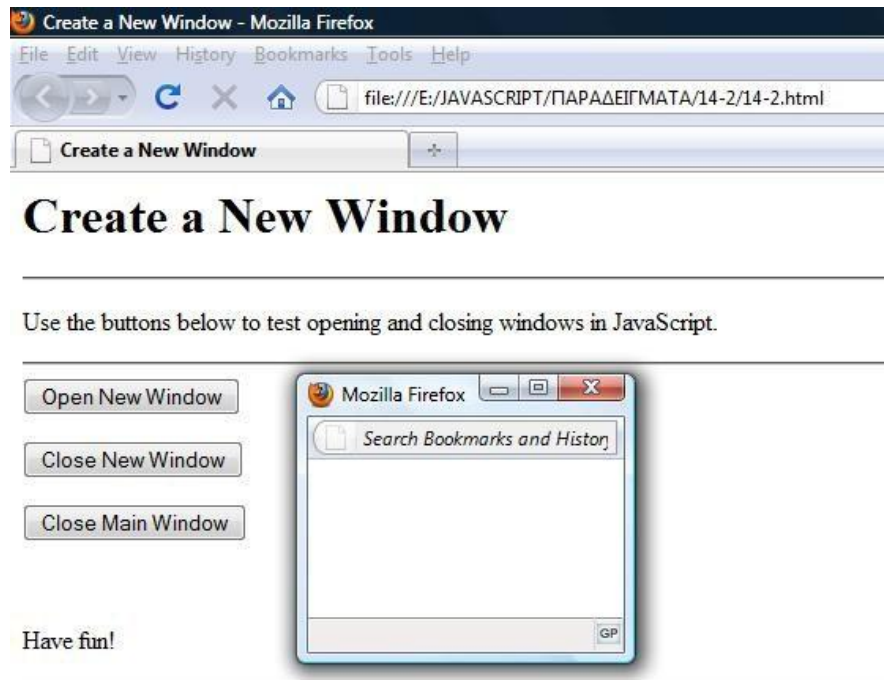 Create a New Window - Mozilla Firefox
File Edit View History Bookmarks Tools Help
file:///E:/JAVASCRIPT/ΠΑΡΑΔΕΙΓΜΑΤΑ/14-2/14-2.html
Create a New Window
Create a New Window
Use the buttons below to test opening and closing windows in JavaScript.
Open New Window
Close New Window
Close Main Window
Mozilla Firefox
Search Bookmarks and History
GP
Have fun!